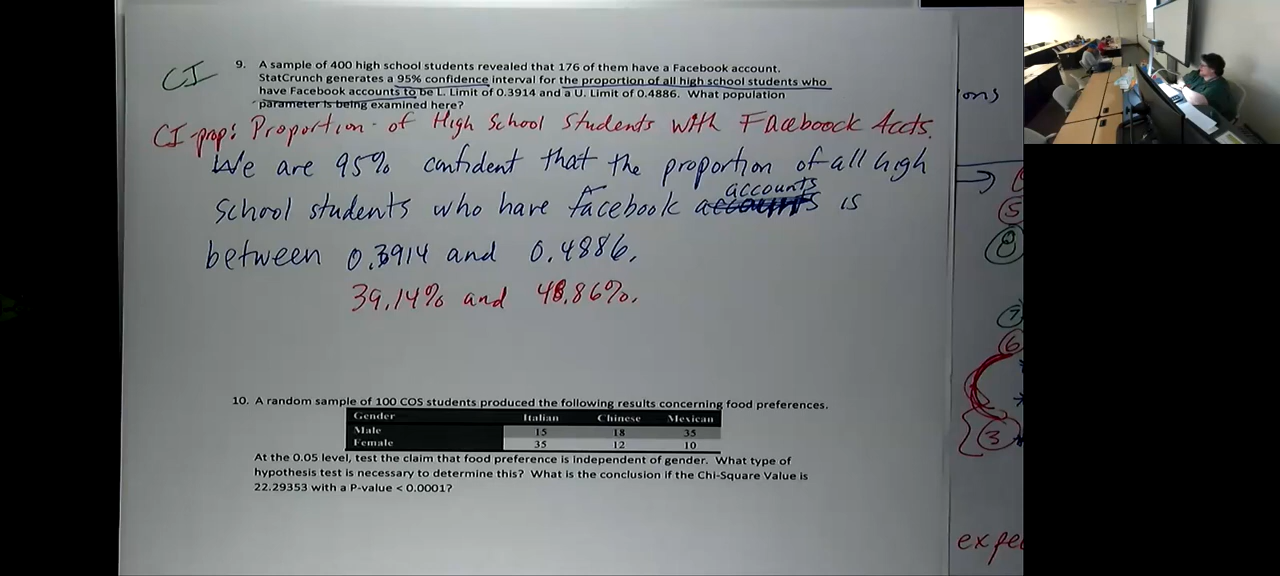 CI
9. A sample of 400 high school students revealed that 176 of them have a Facebook account.
StatCrunch generates a 95% confidence interval for the proportion of all high school students who
have Facebook accounts to be L. Limit of 0.3914 and a U. Limit of 0.4886. What population
parameter is being examined here?
CI-prop: Proportion of High School Students with Faceboock Accts.
We are 95% confident that the proportion of all high
accounts
school students who have facebook accounts is
between 0.3914 and 0.4886.
39.14% and 48.86%.
10. A random sample of 100 COS students produced the following results concerning food preferences.
Gender Italian Chinese Mexican
Male 15 18 35
Female 35 12 10
At the 0.05 level, test the claim that food preference is independent of gender. What type of
hypothesis test is necessary to determine this? What is the conclusion if the Chi-Square Value is
22.29353 with a P-value < 0.0001?
ons
5
8
7
6
3
expe